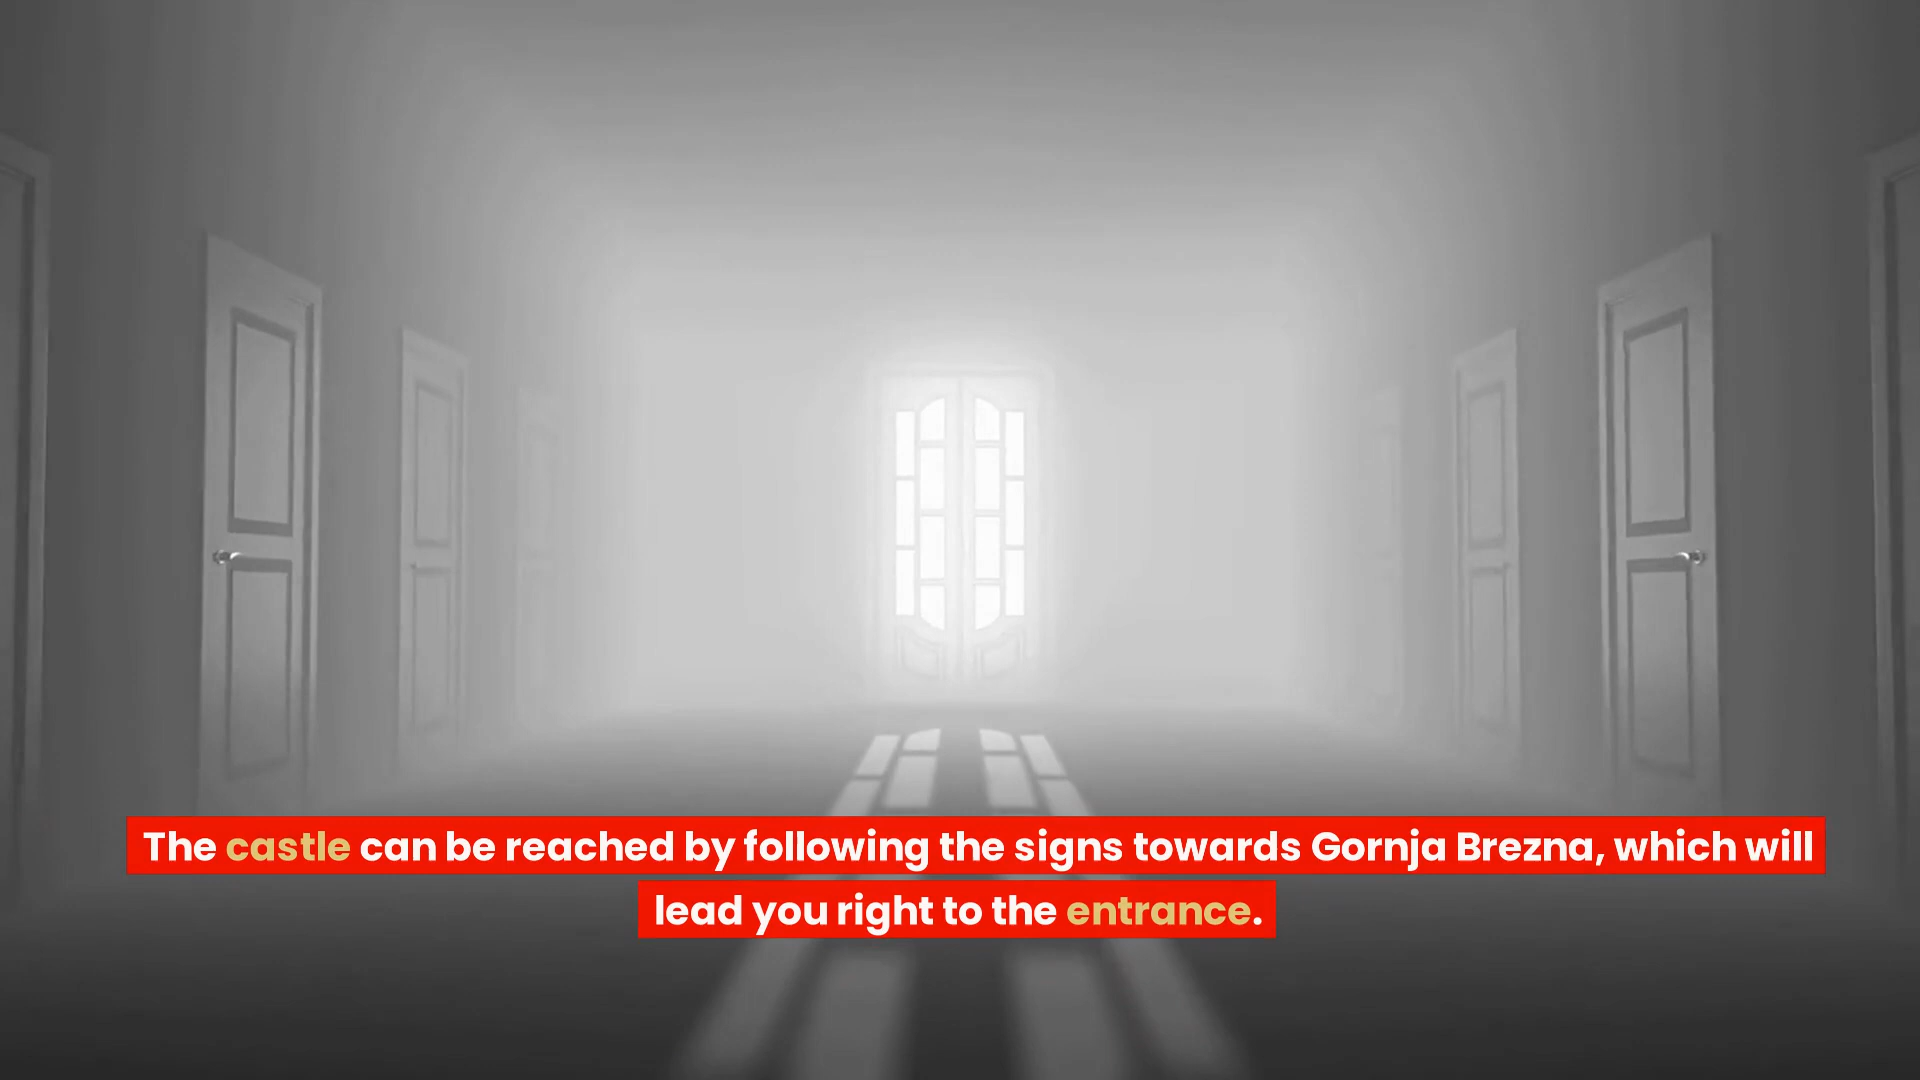 The castle can be reached by following the signs towards Gornja Brezna, which will
lead you right to the entrance.